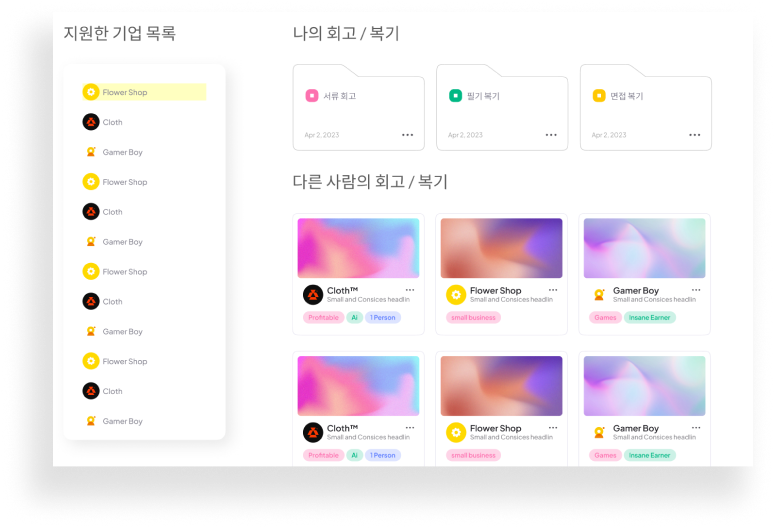 지원한 기업 목록
Flower Shop
Cloth
Gamer Boy
Flower Shop
Cloth
Gamer Boy
Flower Shop
Cloth
Gamer Boy
Flower Shop
Cloth
Gamer Boy
나의 회고 / 복기
서류 회고
Apr 2, 2023
필기 복기
Apr 2, 2023
면접 복기
Apr 2, 2023
다른 사람의 회고 / 복기
Cloth™
Small and Consices headlin
Profitable Ai 1 Person
Flower Shop
Small and Consices headlin
small business
Gamer Boy
Small and Consices headlin
Games Insane Earner
Cloth™
Small and Consices headlin
Profitable Ai 1 Person
Flower Shop
Small and Consices headlin
small business
Gamer Boy
Small and Consices headlin
Games Insane Earner